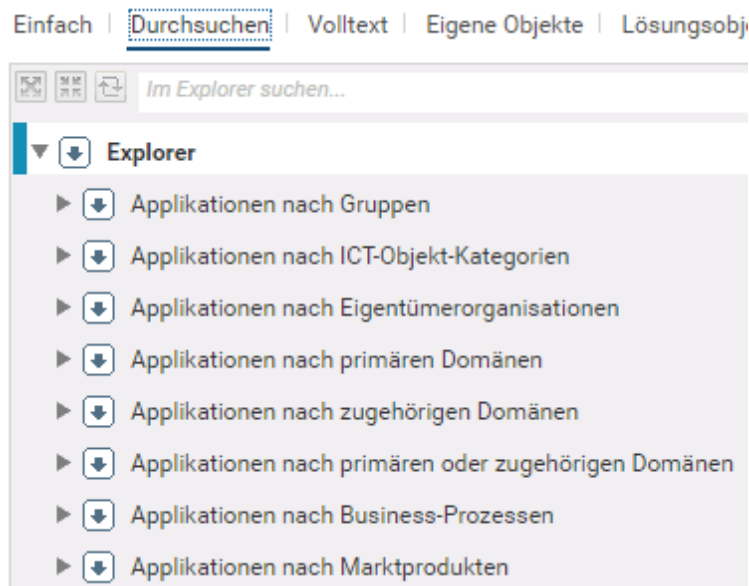 Einfach | Durchsuchen | Volltext | Eigene Objekte |
Im Explorer suchen...
Explorer
Applikationen nach Gruppen
Applikationen nach ICT-Objekt-Kategorien
Applikationen nach Eigentümerorganisationen
Applikationen nach primären Domänen
Applikationen nach zugehörigen Domänen
Applikationen nach primären oder zugehörigen Domänen
Applikationen nach Business-Prozessen
Applikationen nach Marktprodukten